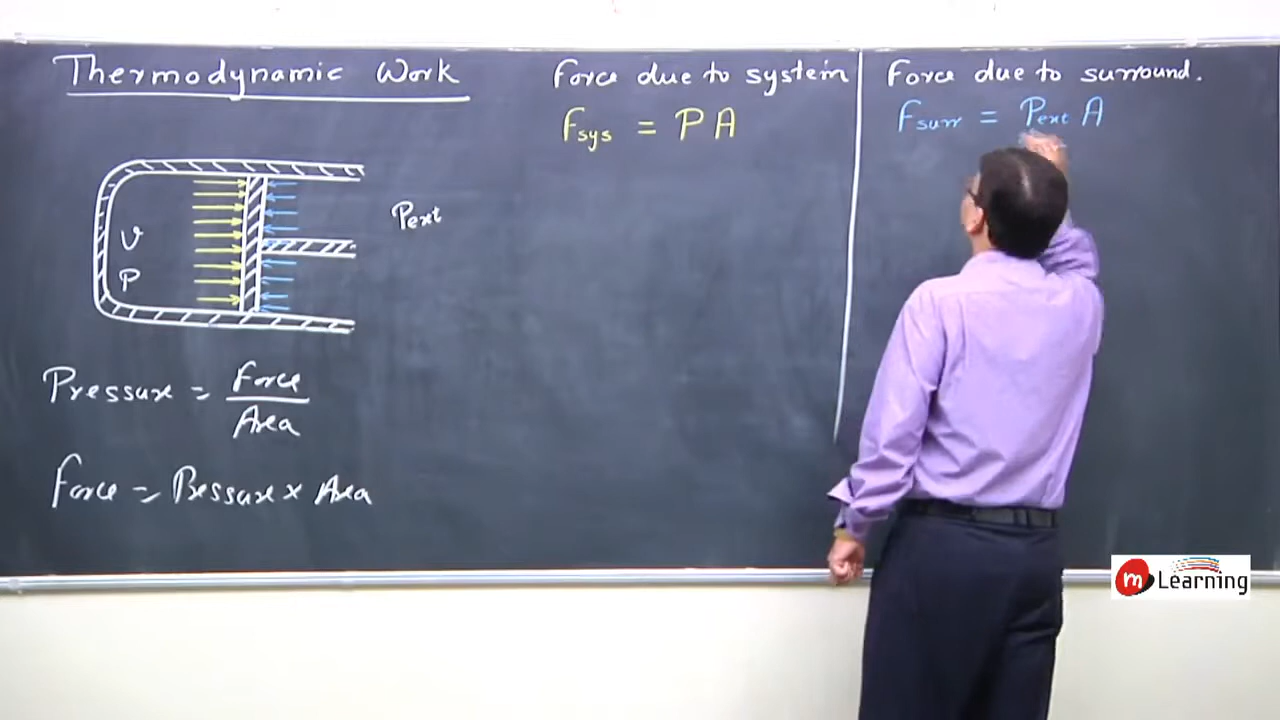 Thermodynamic Work
V
P
Pext
Pressure = Force
Area
Force = Pressure × Area
Force due to system
Fsys = P A
Force due to surround.
Fsurr = Pext A
m Learning